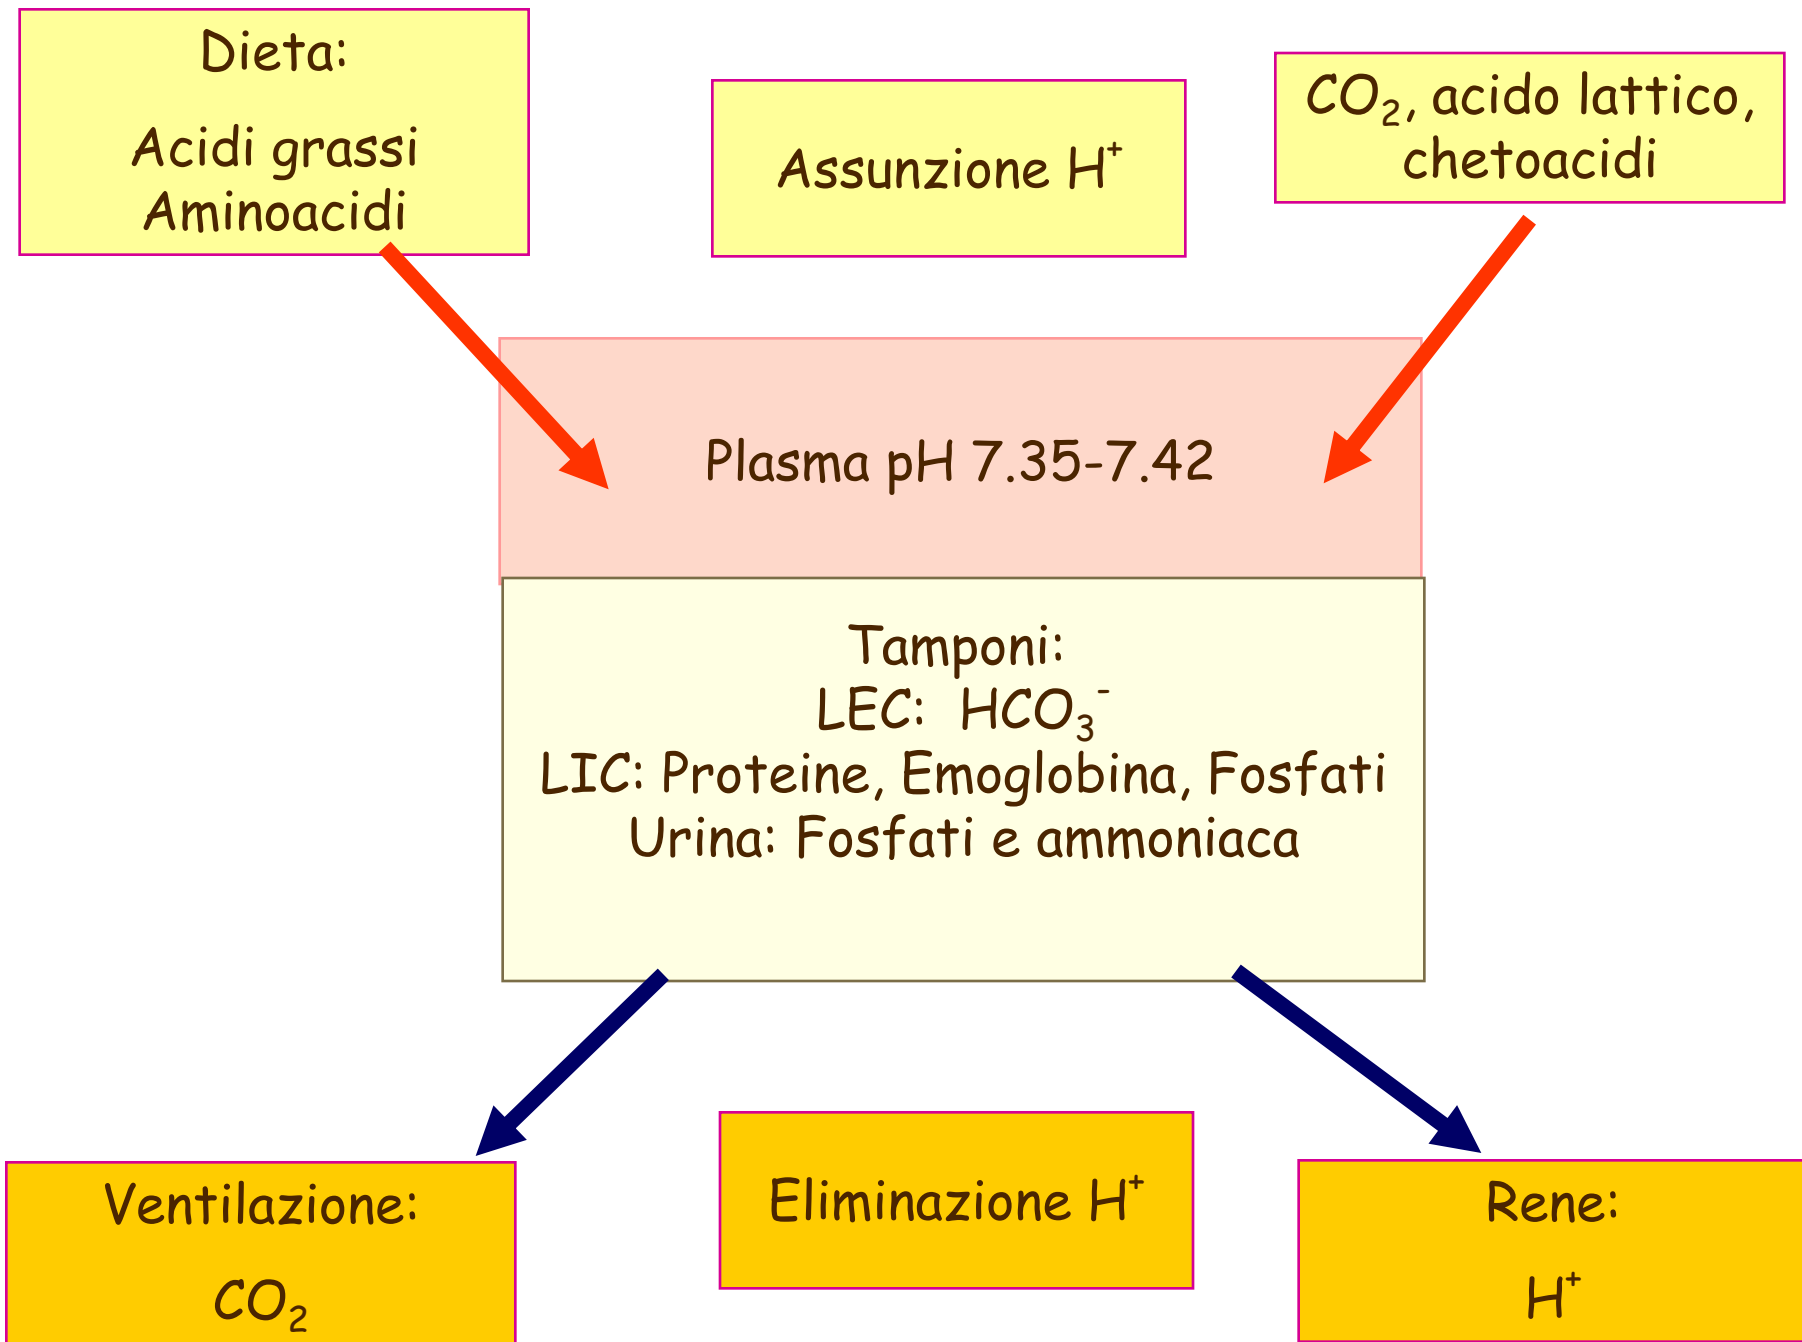 Dieta:
Acidi grassi
Aminoacidi
Assunzione H⁺
CO₂, acido lattico,
chetoacidi
Plasma pH 7.35-7.42
Tamponi:
LEC: HCO₃⁻
LIC: Proteine, Emoglobina, Fosfati
Urina: Fosfati e ammoniaca
Ventilazione:
CO₂
Eliminazione H⁺
Rene:
H⁺